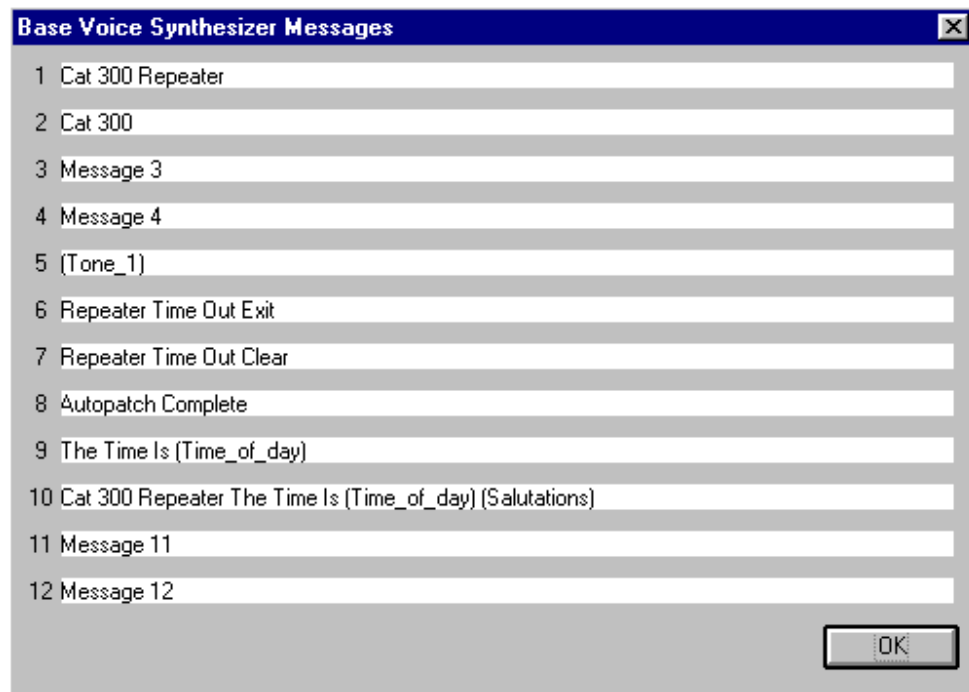 Base Voice Synthesizer Messages
1 Cat 300 Repeater
2 Cat 300
3 Message 3
4 Message 4
5 (Tone_1)
6 Repeater Time Out Exit
7 Repeater Time Out Clear
8 Autopatch Complete
9 The Time Is (Time_of_day)
10 Cat 300 Repeater The Time Is (Time_of_day) (Salutations)
11 Message 11
12 Message 12
OK